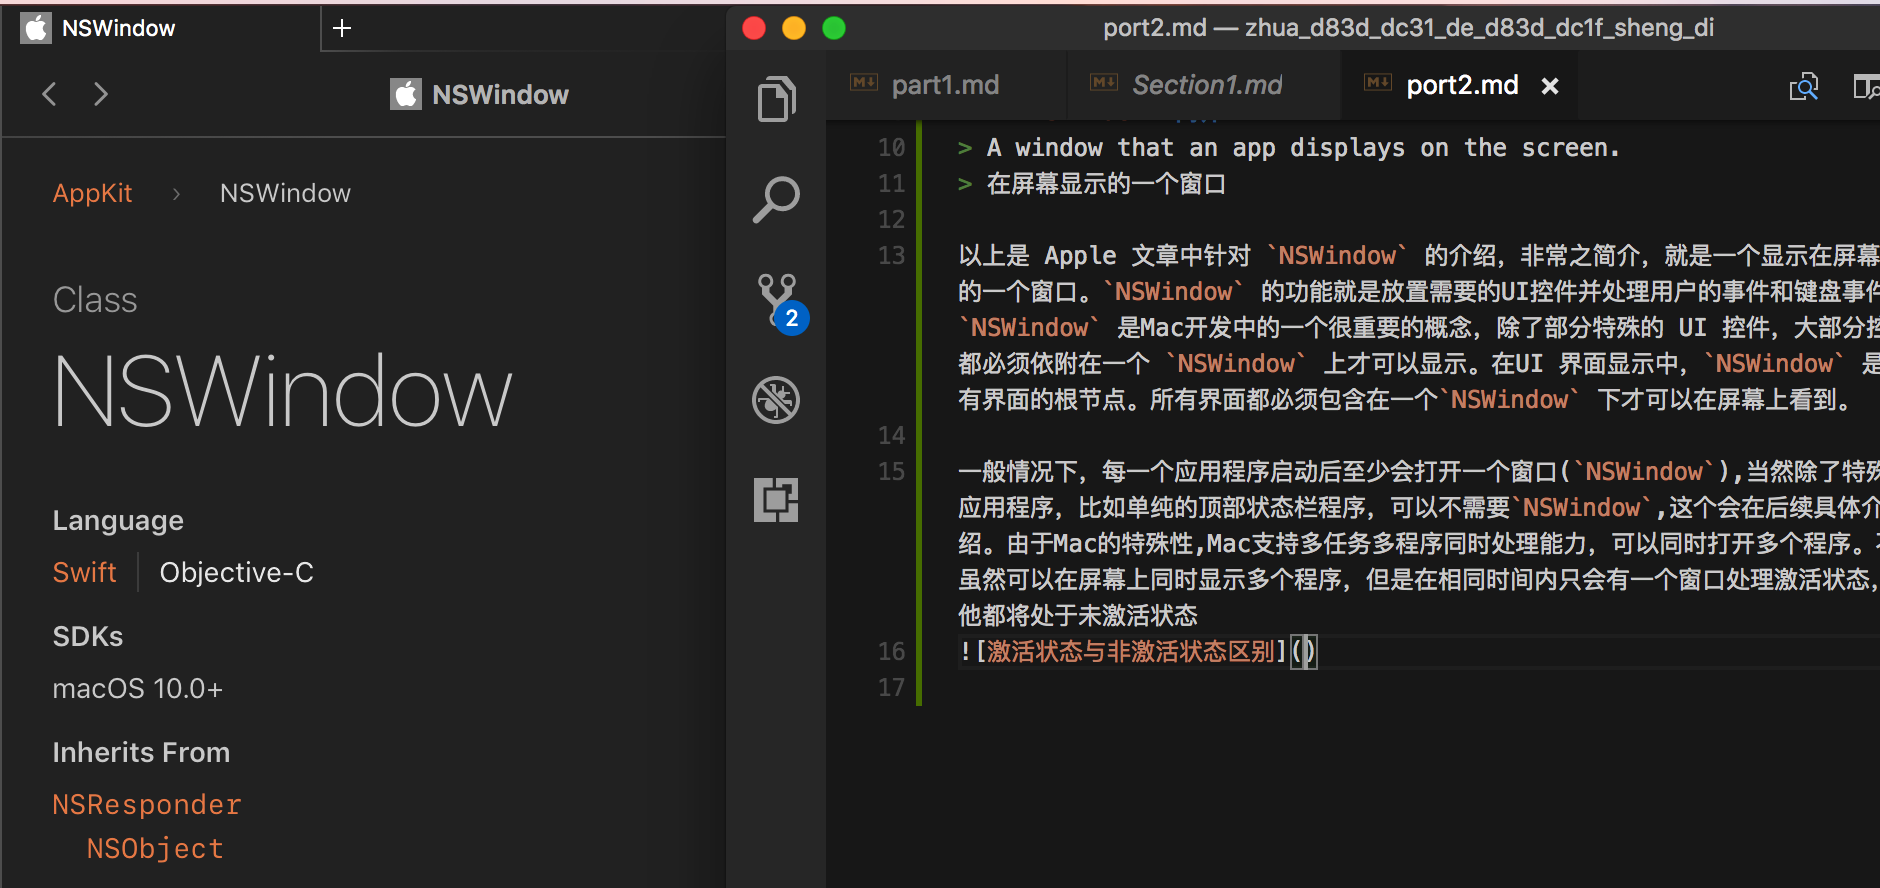 NSWindow
NSWindow
AppKit › NSWindow
Class
NSWindow
Language
Swift
Objective-C
SDKs
macOS 10.0+
Inherits From
NSResponder
NSObject
port2.md — zhua_d83d_dc31_de_d83d_dc1f_sheng_di
part1.md
Section1.md
port2.md
2
10 > A window that an app displays on the screen.
11 > 在屏幕显示的一个窗口
12
13 以上是 Apple 文章中针对 `NSWindow` 的介绍，非常之简介，就是一个显示在屏幕
的一个窗口。`NSWindow` 的功能就是放置需要的UI控件并处理用户的事件和键盘事件
`NSWindow` 是Mac开发中的一个很重要的概念，除了部分特殊的 UI 控件，大部分控
都必须依附在一个 `NSWindow` 上才可以显示。在UI 界面显示中，`NSWindow` 是
有界面的根节点。所有界面都必须包含在一个`NSWindow` 下才可以在屏幕上看到。
14
15 一般情况下，每一个应用程序启动后至少会打开一个窗口(`NSWindow`),当然除了特殊
应用程序，比如单纯的顶部状态栏程序，可以不需要`NSWindow`,这个会在后续具体介
绍。由于Mac的特殊性,Mac支持多任务多程序同时处理能力，可以同时打开多个程序。
虽然可以在屏幕上同时显示多个程序，但是在相同时间内只会有一个窗口处理激活状态，
他都将处于未激活状态
16 ![激活状态与非激活状态区别]()
17